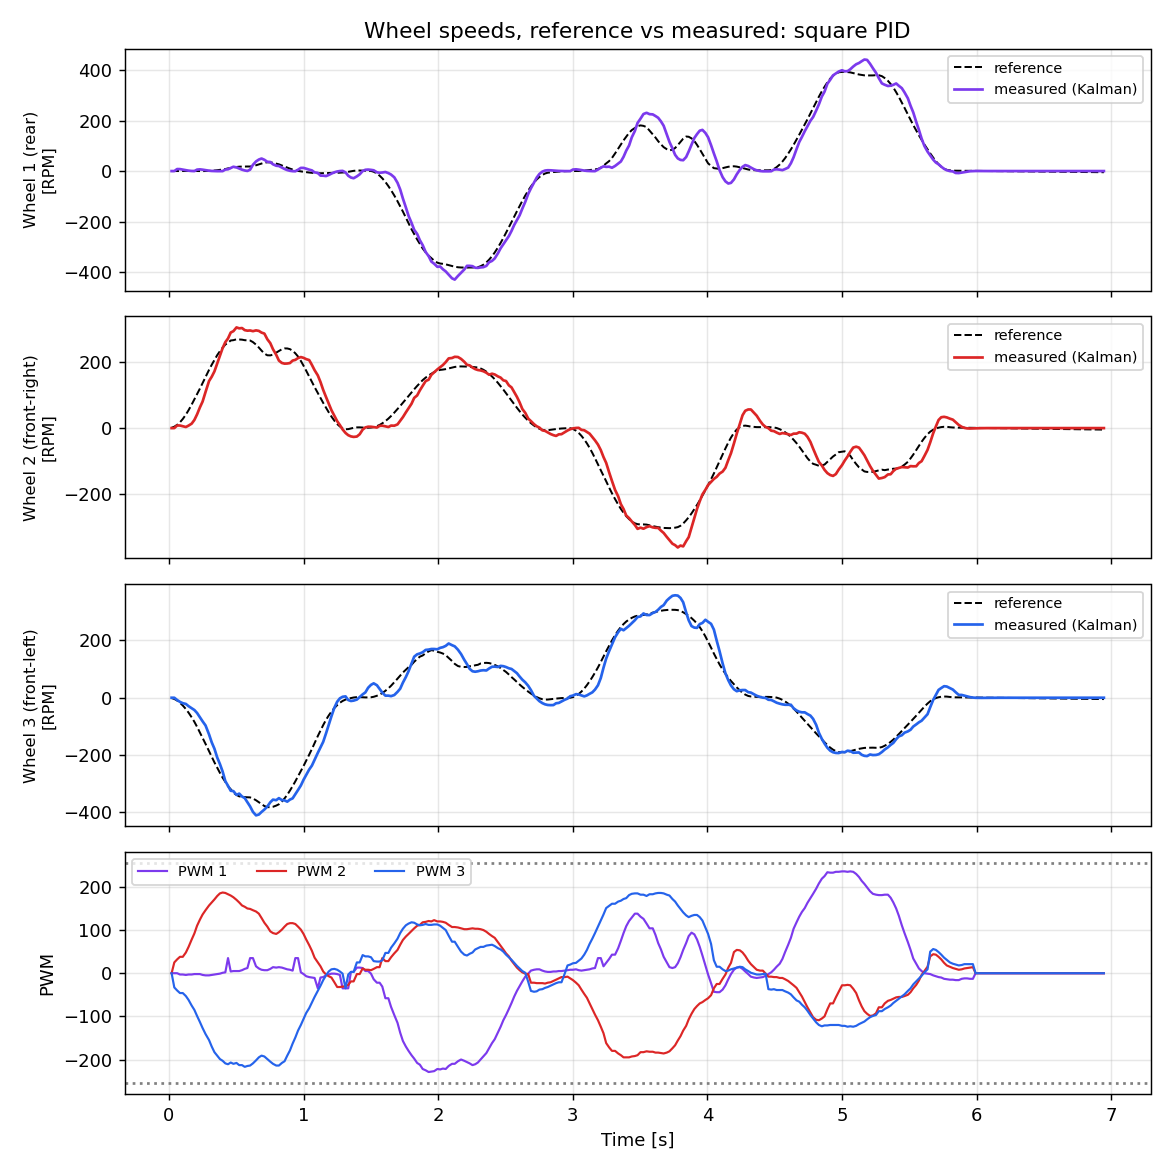 Wheel speeds, reference vs measured: square PID
Wheel 1 (rear)
[RPM]
400
200
0
−200
−400
reference
measured (Kalman)
Wheel 2 (front-right)
[RPM]
200
0
−200
reference
measured (Kalman)
Wheel 3 (front-left)
[RPM]
200
0
−200
−400
reference
measured (Kalman)
PWM
200
100
0
−100
−200
PWM 1 PWM 2 PWM 3
0 1 2 3 4 5 6 7
Time [s]